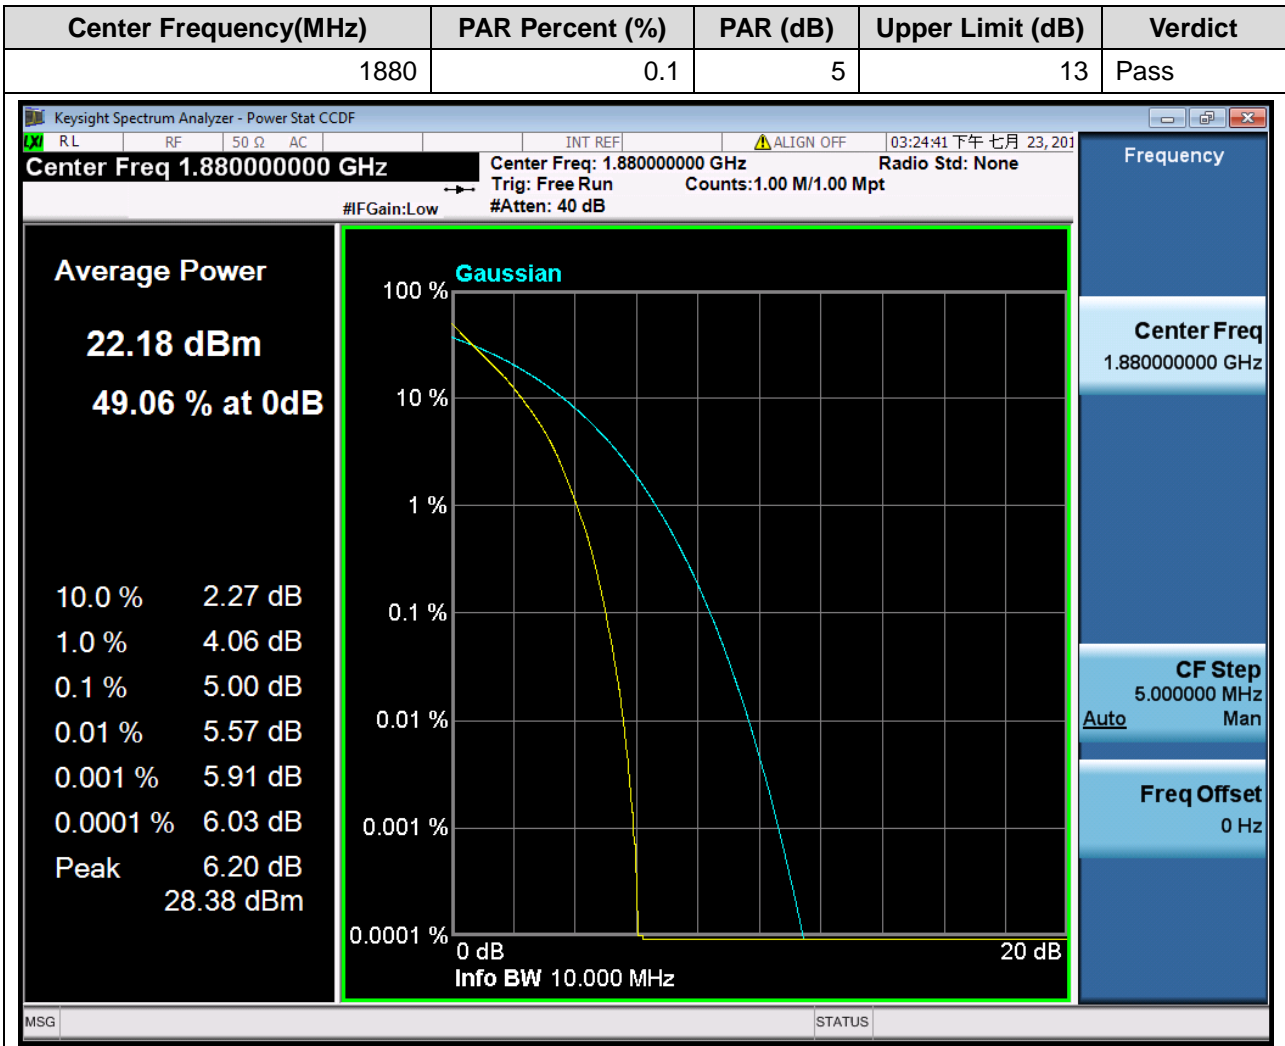 Center Frequency(MHz) PAR Percent (%) PAR (dB) Upper Limit (dB) Verdict
1880 0.1 5 13 Pass
Keysight Spectrum Analyzer - Power Stat CCDF
LXI RL RF 50 Ω AC INT REF ALIGN OFF 03:24:41 下午 七月 23, 201
Center Freq 1.880000000 GHz
Center Freq: 1.880000000 GHz Radio Std: None
Trig: Free Run Counts:1.00 M/1.00 Mpt
#IFGain:Low #Atten: 40 dB
Average Power
22.18 dBm
49.06 % at 0dB
10.0 % 2.27 dB
1.0 % 4.06 dB
0.1 % 5.00 dB
0.01 % 5.57 dB
0.001 % 5.91 dB
0.0001 % 6.03 dB
Peak 6.20 dB
28.38 dBm
Gaussian
100 %
10 %
1 %
0.1 %
0.01 %
0.001 %
0.0001 %
0 dB 20 dB
Info BW 10.000 MHz
Frequency
Center Freq
1.880000000 GHz
CF Step
5.000000 MHz
Auto Man
Freq Offset
0 Hz
MSG STATUS